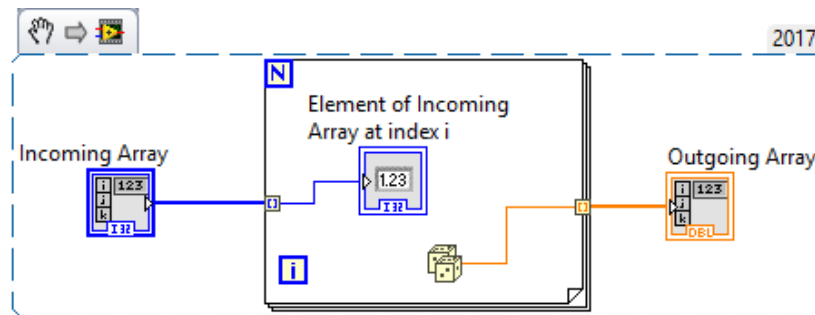 2017
N
Element of Incoming
Array at index i
Incoming Array
Outgoing Array
i 123
j
k
I32
[]
1.23
I32
[]
i 123
j
k
DBL
i